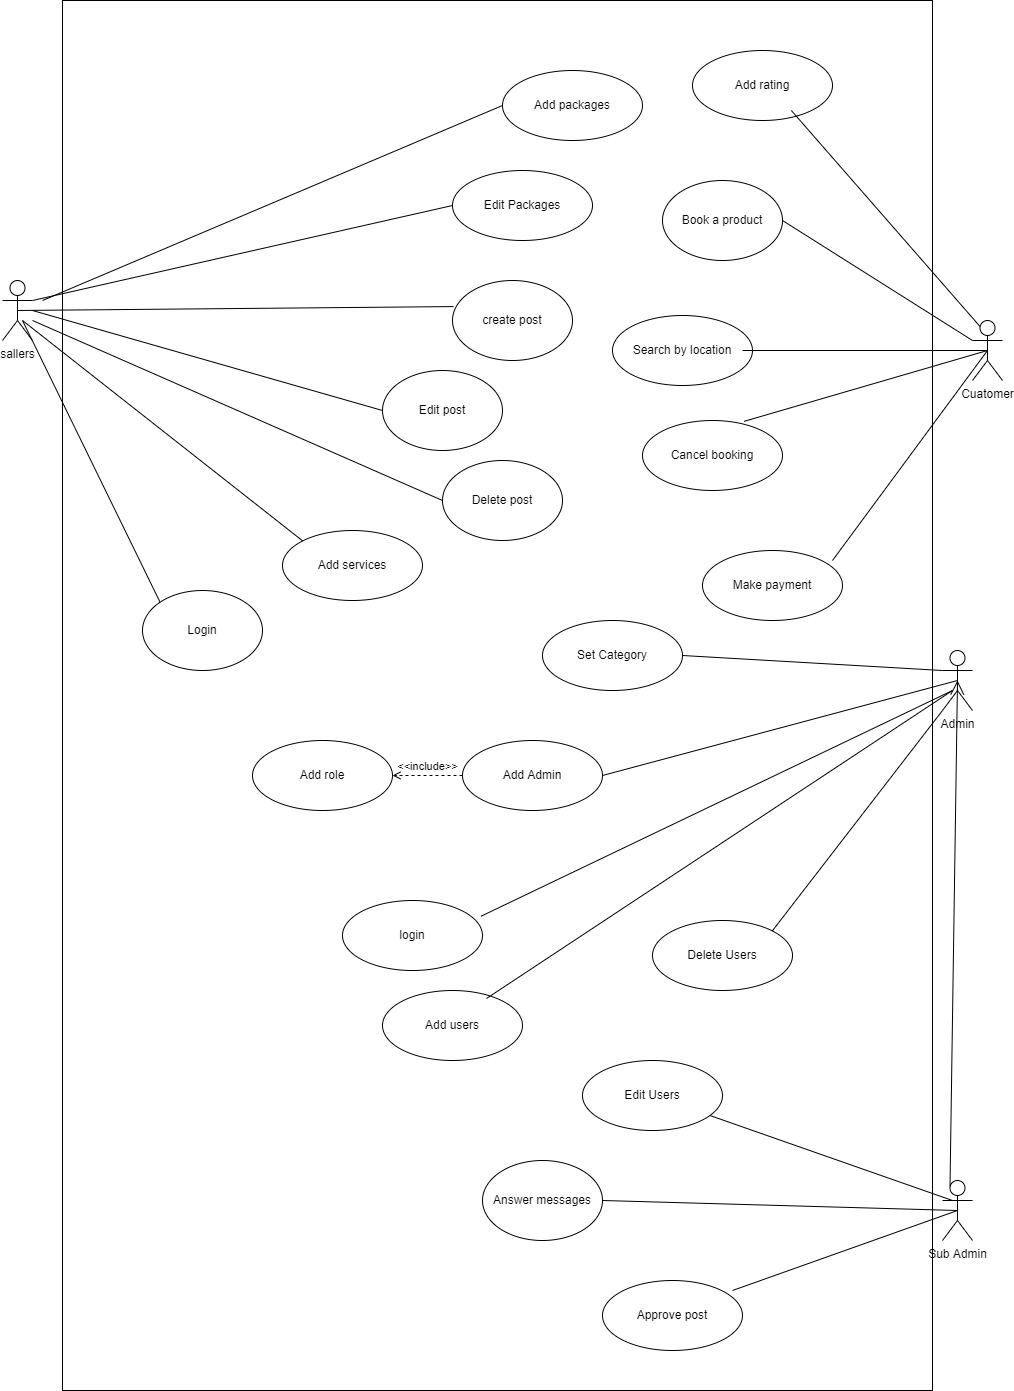 Add rating
Add packages
Edit Packages
Book a product
create post
Search by location
sallers
Cuatomer
Edit post
Cancel booking
Delete post
Add services
Make payment
Login
Set Category
Admin
Add role
<<include>>
Add Admin
login
Delete Users
Add users
Edit Users
Answer messages
Sub Admin
Approve post